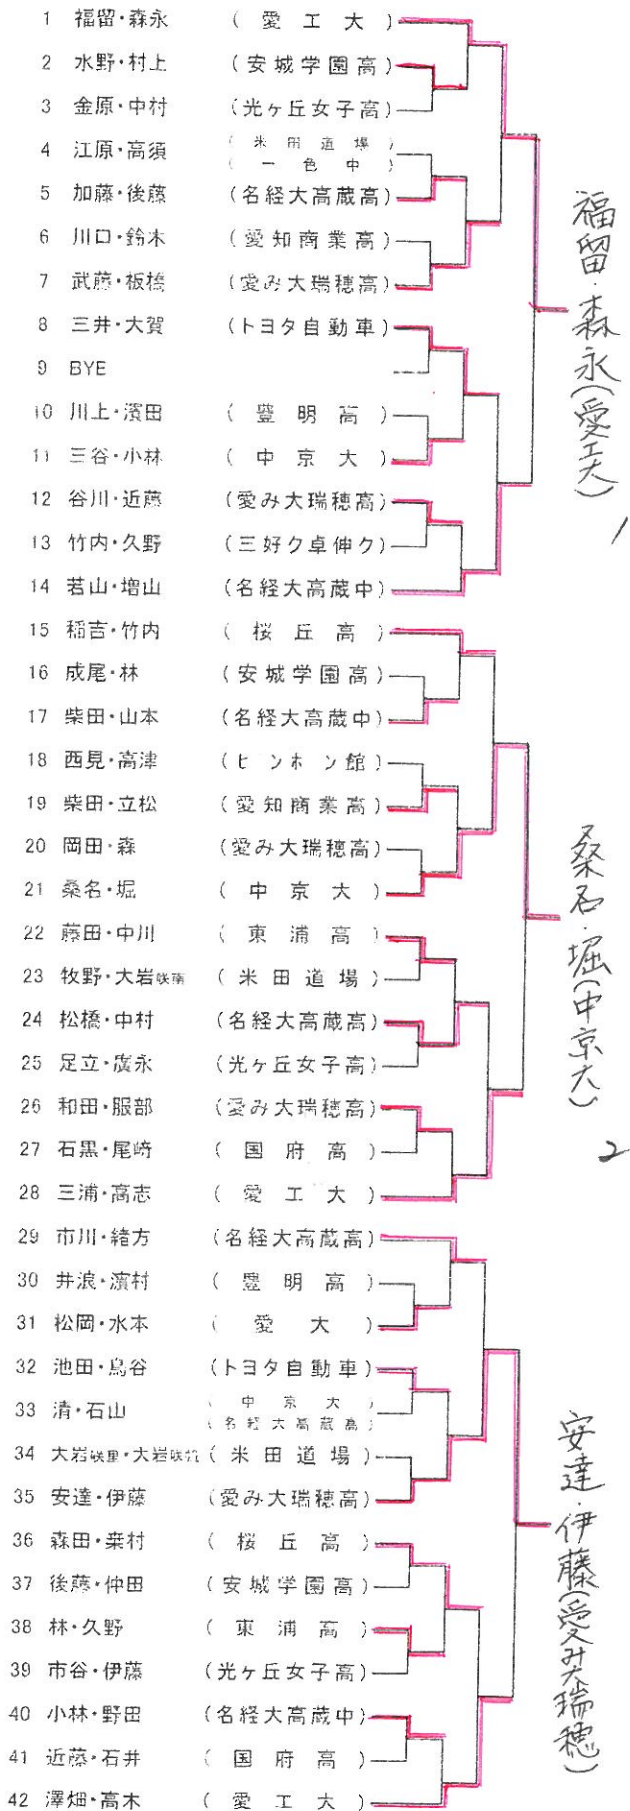 1 福留・森永 (愛工大)
2 水野・村上 (安城学園高)
3 金原・中村 (光ヶ丘女子高)
4 江原・高須 (米田道場)(一色中)
5 加藤・後藤 (名経大高蔵高)
6 川口・鈴木 (愛知商業高)
7 武藤・板橋 (愛み大瑞穂高)
8 三井・大賀 (トヨタ自動車)
9 BYE
10 川上・濱田 (豊明高)
11 三谷・小林 (中京大)
12 谷川・近藤 (愛み大瑞穂高)
13 竹内・久野 (三好ク卓伸ク)
14 若山・増山 (名経大高蔵中)
15 稲吉・竹内 (桜丘高)
16 成尾・林 (安城学園高)
17 柴田・山本 (名経大高蔵中)
18 西見・高津 (ピンポン館)
19 柴田・立松 (愛知商業高)
20 岡田・森 (愛み大瑞穂高)
21 桑名・堀 (中京大)
22 藤田・中川 (東浦高)
23 牧野・大岩 (米田道場)
24 松橋・中村 (名経大高蔵高)
25 足立・廣永 (光ヶ丘女子高)
26 和田・服部 (愛み大瑞穂高)
27 石黒・尾崎 (国府高)
28 三浦・高志 (愛工大)
29 市川・緒方 (名経大高蔵高)
30 井浪・濱村 (豊明高)
31 松岡・水本 (愛大)
32 池田・鳥谷 (トヨタ自動車)
33 清・石山 (中京大)(名経大高蔵高)
34 大岩・大岩 (米田道場)
35 安達・伊藤 (愛み大瑞穂高)
36 森田・葉村 (桜丘高)
37 後藤・仲田 (安城学園高)
38 林・久野 (東浦高)
39 市谷・伊藤 (光ヶ丘女子高)
40 小林・野田 (名経大高蔵中)
41 近藤・石井 (国府高)
42 澤畑・高木 (愛工大)
福留・森永(愛工大)
1
桑名・堀(中京大)
2
安達・伊藤(愛み大瑞穂)